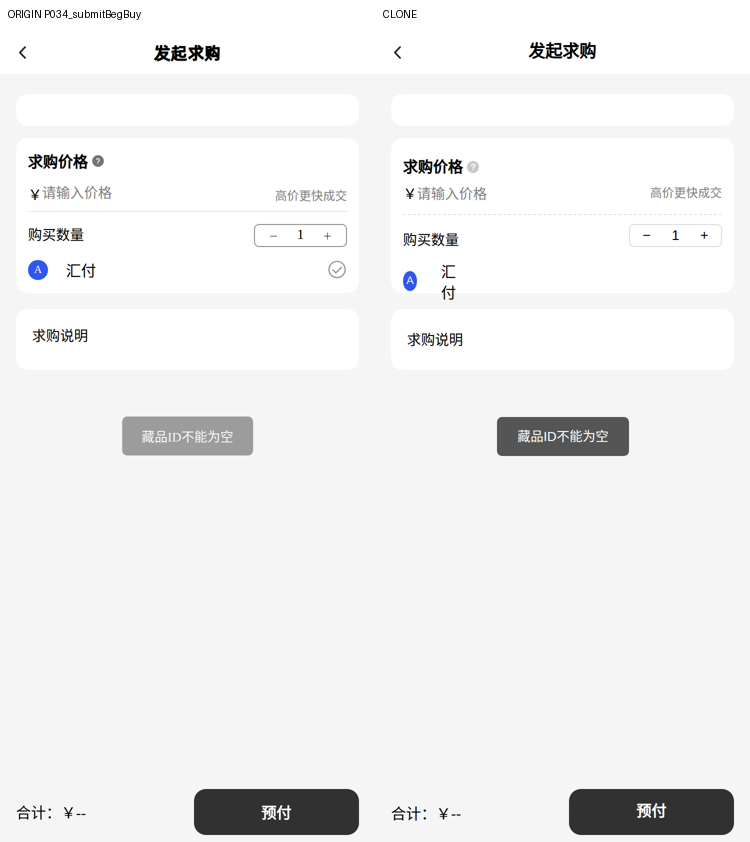 ORIGIN P034_submitBegBuy
发起求购
求购价格 ?
¥请输入价格 高价更快成交
购买数量 − 1 +
A 汇付
求购说明
藏品ID不能为空
合计：¥-- 预付
CLONE
发起求购
求购价格 ?
¥请输入价格 高价更快成交
购买数量 − 1 +
A 汇
付
求购说明
藏品ID不能为空
合计：¥-- 预付